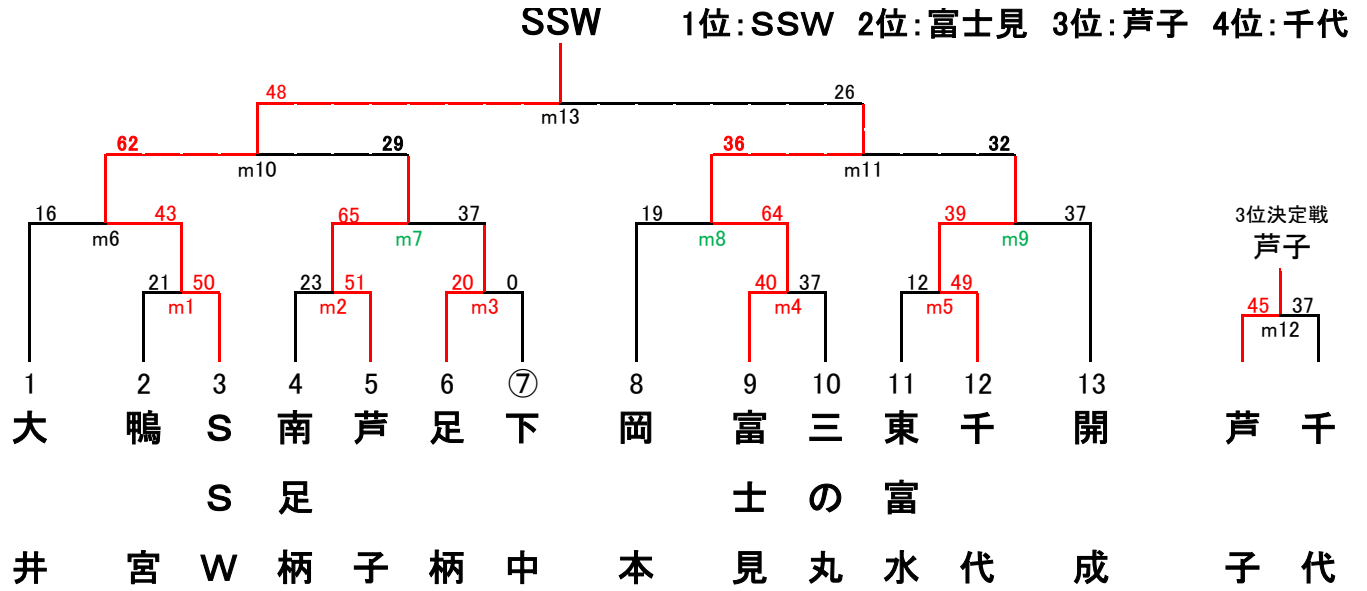 SSW 1位：SSW 2位：富士見 3位：芦子 4位：千代
48 26
m13
62 29 36 32
m10 m11
16 43 65 37 19 64 39 37 3位決定戦
m6 m7 m8 m9 芦子
21 50 23 51 20 0 40 37 12 49 45 37
m1 m2 m3 m4 m5 m12
1 2 3 4 5 6 ⑦ 8 9 10 11 12 13
大井 鴨宮 SSW 南足柄 芦子 足柄 下中 岡本 富士見 三の丸 東富水 千代 開成 芦子 千代